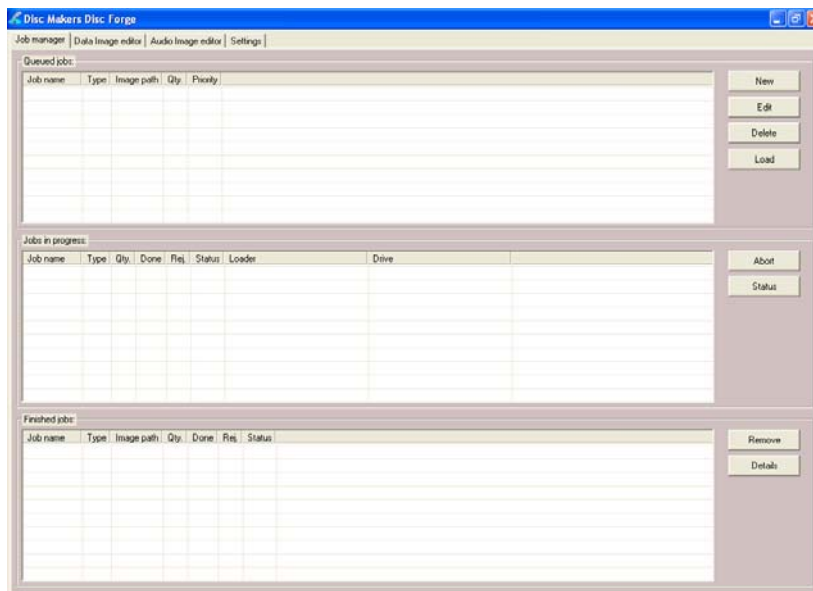 Disc Makers Disc Forge
Job manager Data Image editor Audio Image editor Settings
Queued jobs:
Job name Type Image path Qty. Priority
New
Edit
Delete
Load
Jobs in progress:
Job name Type Qty. Done Rej. Status Loader Drive
Abort
Status
Finished jobs:
Job name Type Image path Qty. Done Rej. Status
Remove
Details